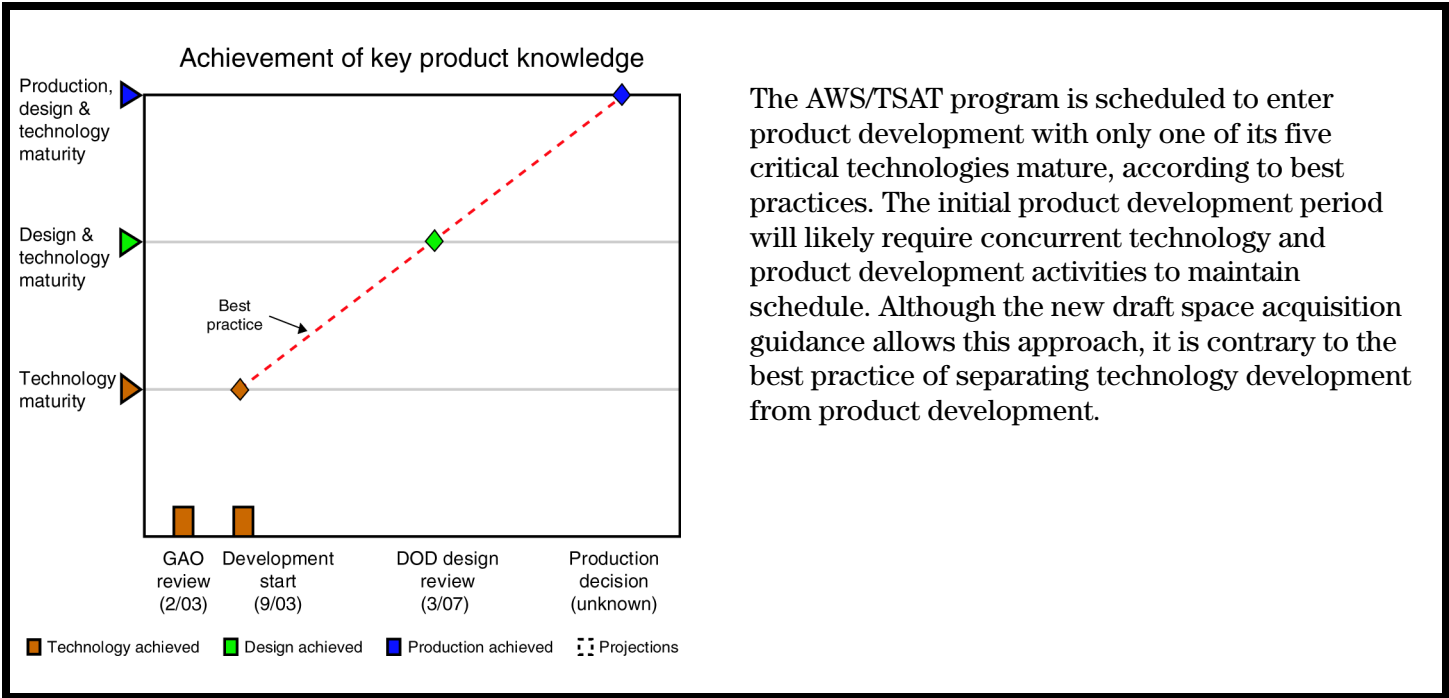 Achievement of key product knowledge
Production,
design &
technology
maturity
Design &
technology
maturity
Best
practice
Technology
maturity
GAO
review
(2/03)
Development
start
(9/03)
DOD design
review
(3/07)
Production
decision
(unknown)
Technology achieved
Design achieved
Production achieved
Projections
The AWS/TSAT program is scheduled to enter
product development with only one of its five
critical technologies mature, according to best
practices. The initial product development period
will likely require concurrent technology and
product development activities to maintain
schedule. Although the new draft space acquisition
guidance allows this approach, it is contrary to the
best practice of separating technology development
from product development.